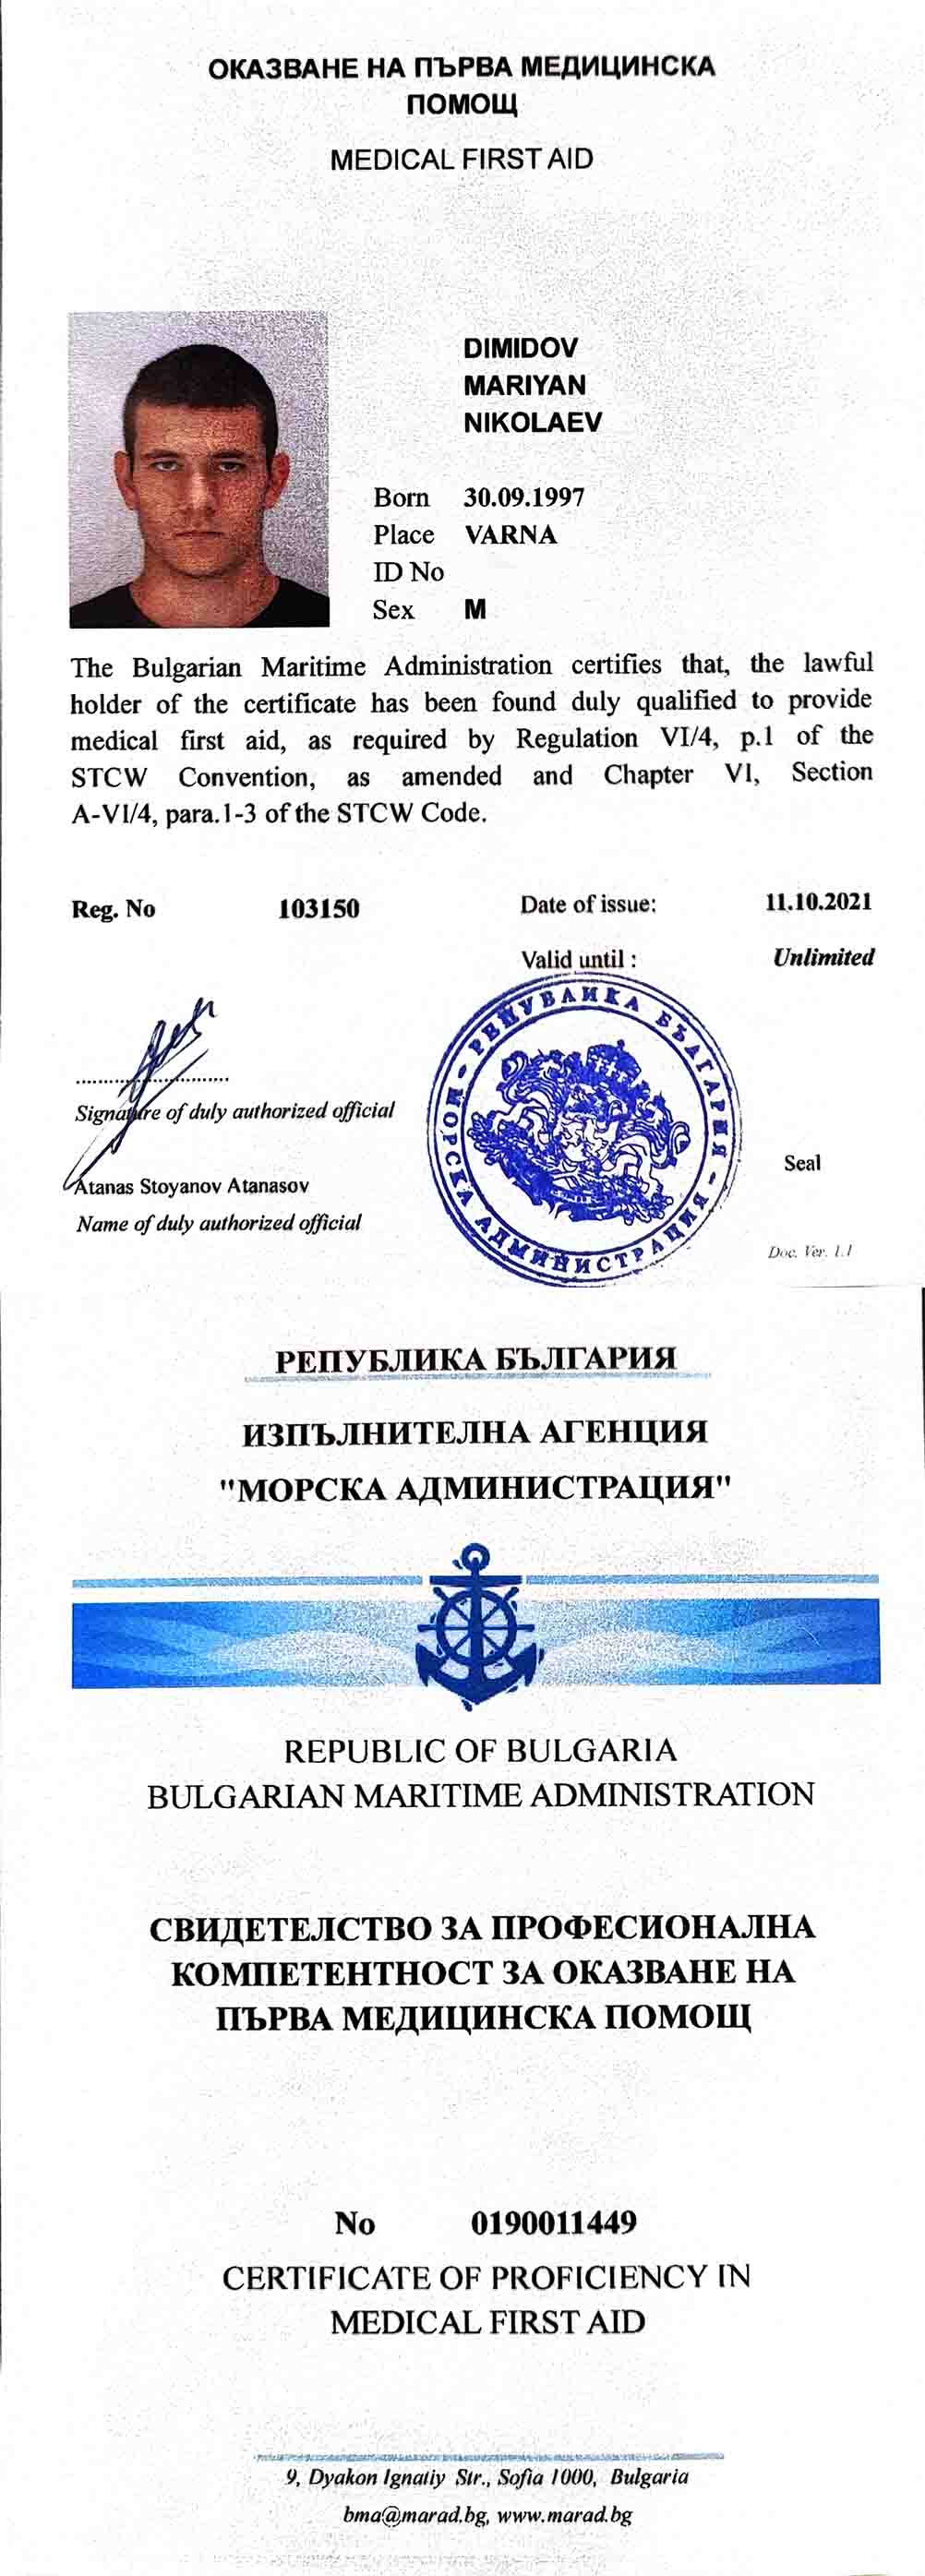 ОКАЗВАНЕ НА ПЪРВА МЕДИЦИНСКА
ПОМОЩ
MEDICAL FIRST AID
DIMIDOV
MARIYAN
NIKOLAEV
Born 30.09.1997
Place VARNA
ID No
Sex M
The Bulgarian Maritime Administration certifies that, the lawful
holder of the certificate has been found duly qualified to provide
medical first aid, as required by Regulation VI/4, p.1 of the
STCW Convention, as amended and Chapter VI, Section
A-VI/4, para.1-3 of the STCW Code.
Reg. No 103150 Date of issue: 11.10.2021
Valid until : Unlimited
РЕПУБЛИКА БЪЛГАРИЯ - МОРСКА АДМИНИСТРАЦИЯ -
Signature of duly authorized official
Seal
Atanas Stoyanov Atanasov
Name of duly authorized official
Doc. Ver. 1.1
РЕПУБЛИКА БЪЛГАРИЯ
ИЗПЪЛНИТЕЛНА АГЕНЦИЯ
"МОРСКА АДМИНИСТРАЦИЯ"
REPUBLIC OF BULGARIA
BULGARIAN MARITIME ADMINISTRATION
СВИДЕТЕЛСТВО ЗА ПРОФЕСИОНАЛНА
КОМПЕТЕНТНОСТ ЗА ОКАЗВАНЕ НА
ПЪРВА МЕДИЦИНСКА ПОМОЩ
No 0190011449
CERTIFICATE OF PROFICIENCY IN
MEDICAL FIRST AID
9, Dyakon Ignatiy Str., Sofia 1000, Bulgaria
bma@marad.bg, www.marad.bg